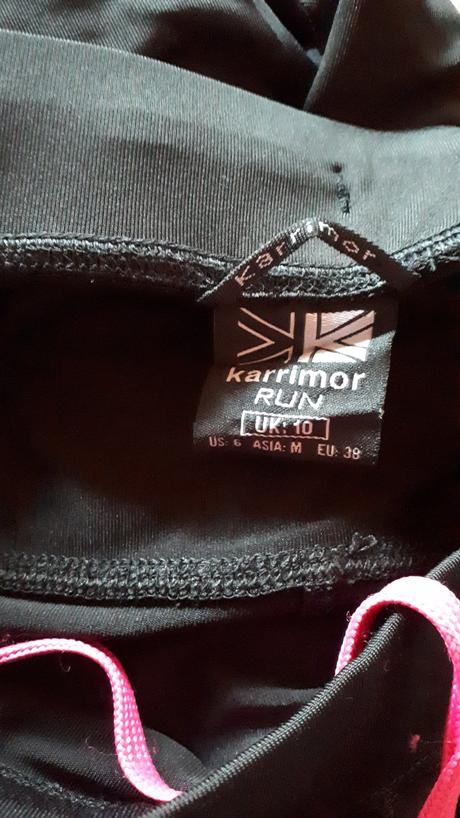 karrimor
karrimor
RUN
UK: 10
US: 6 ASIA: M EU: 38